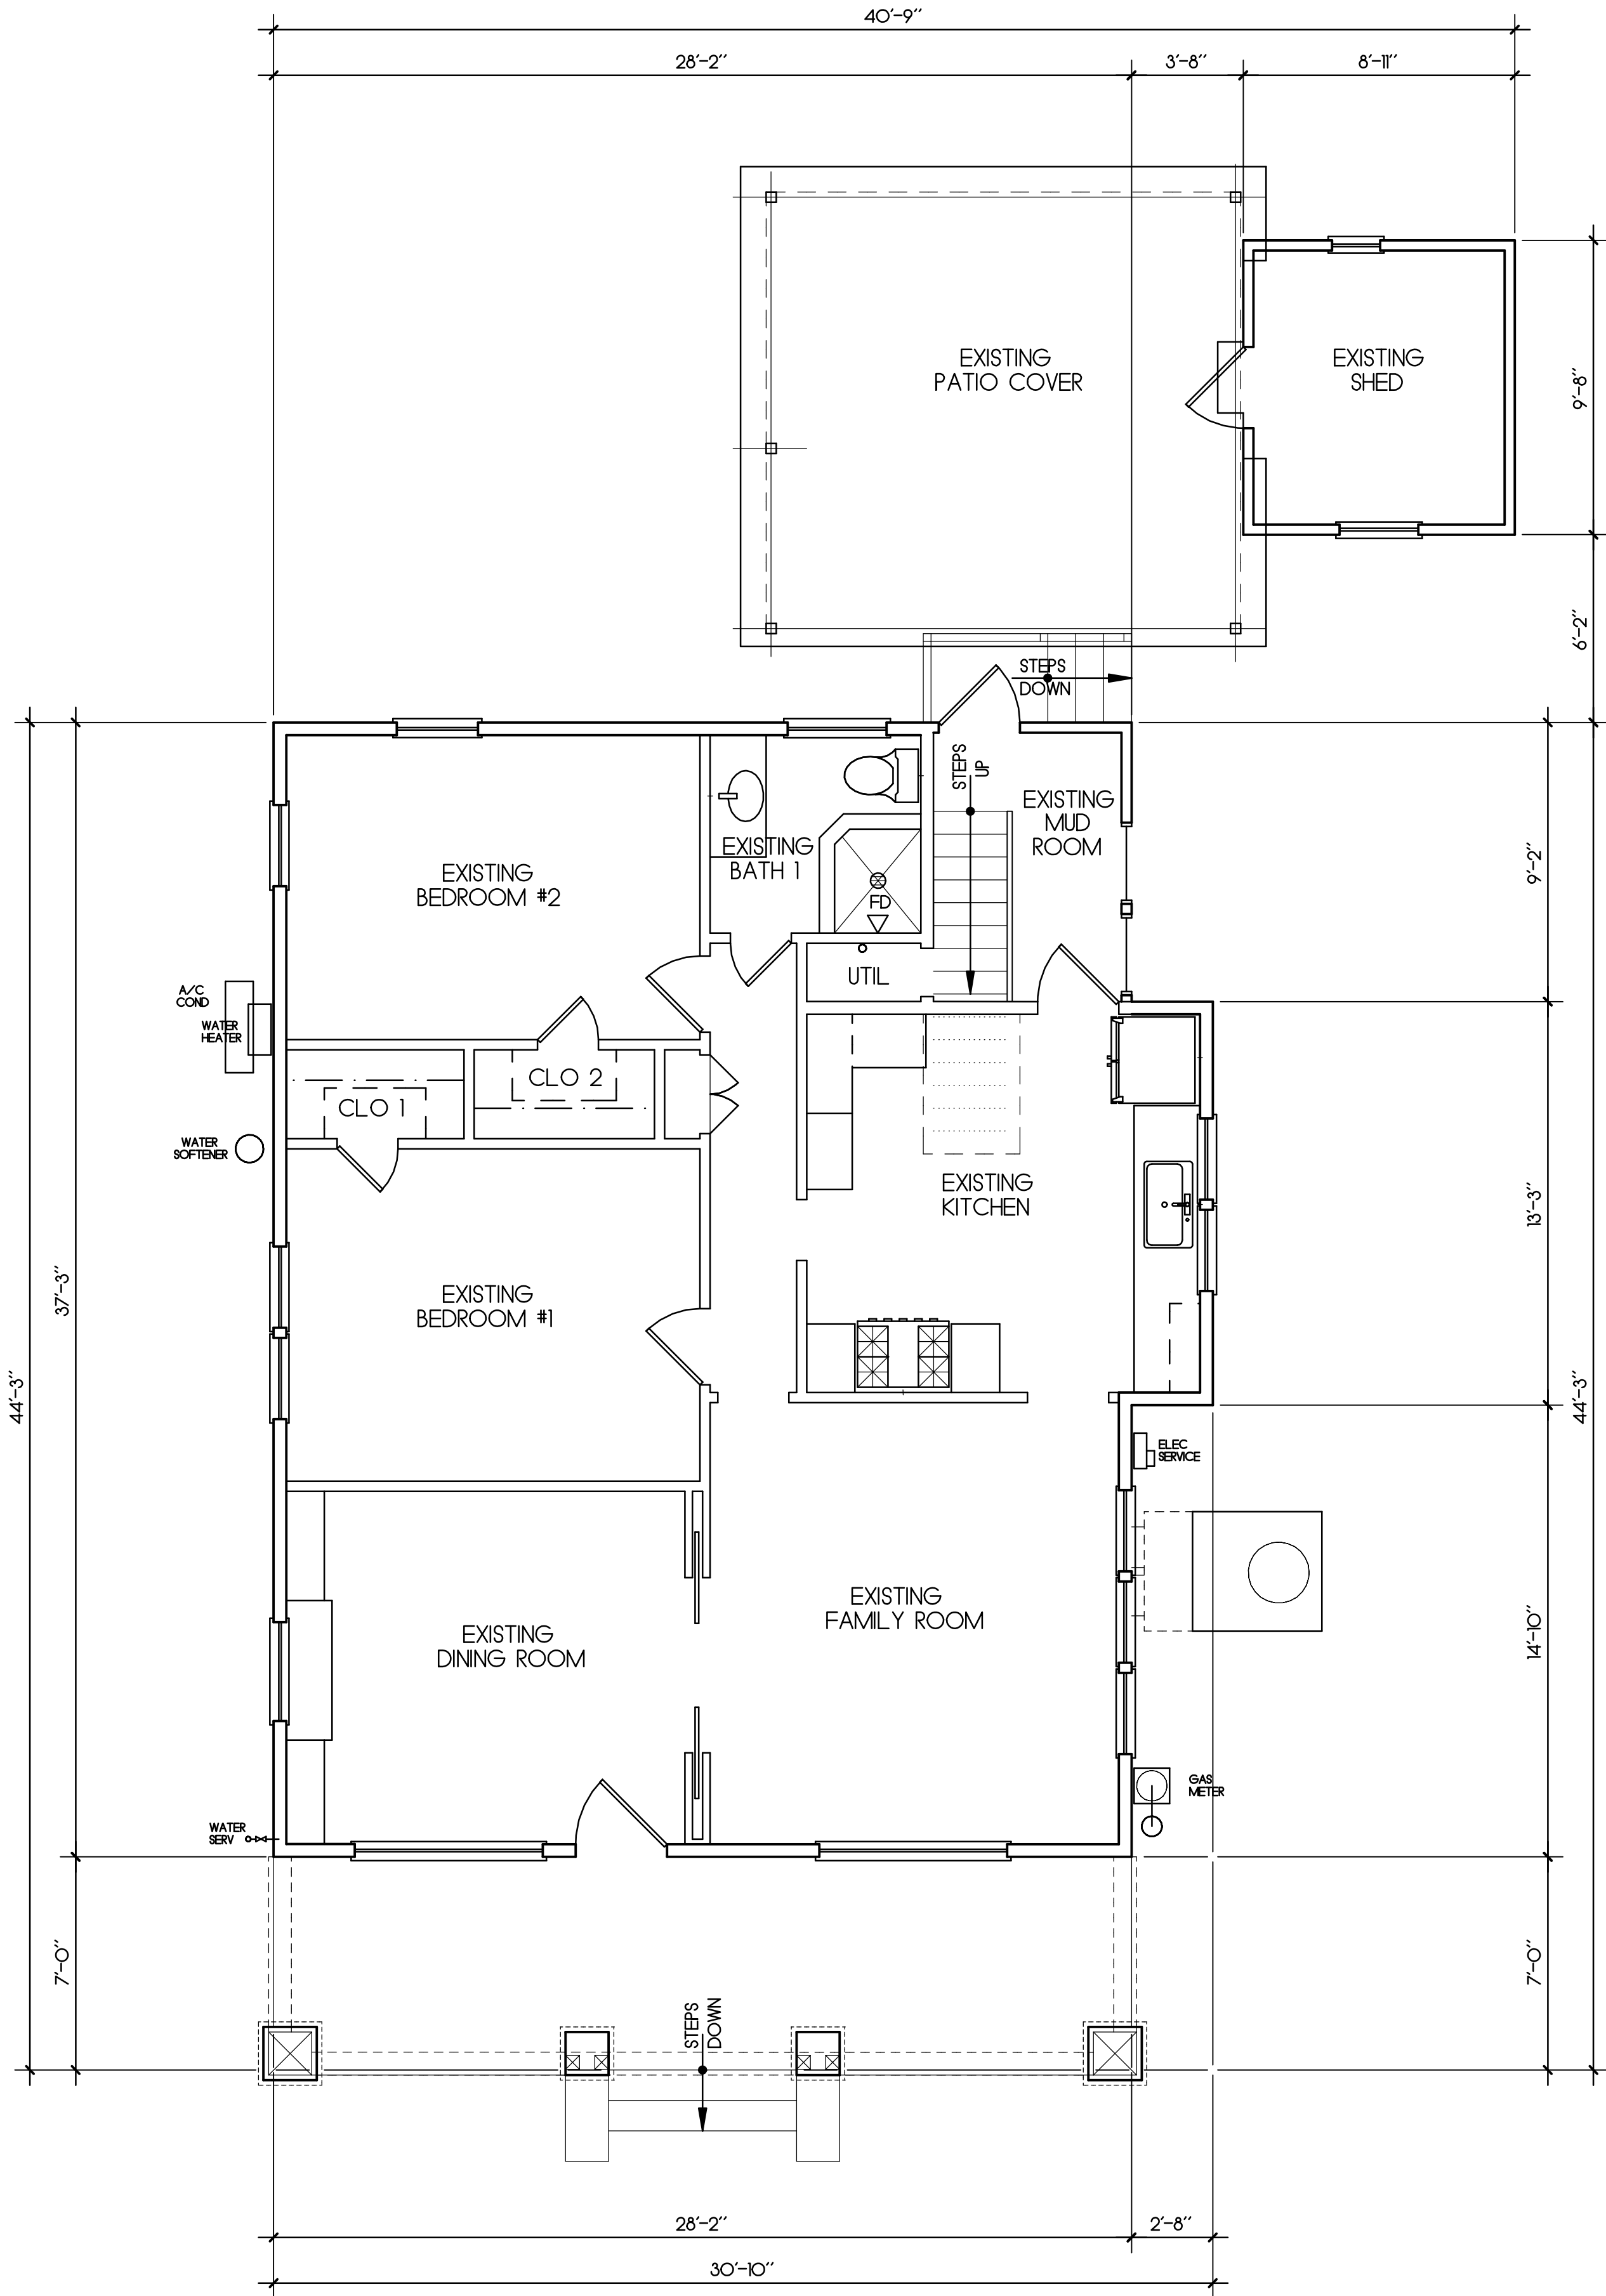 40'-9"
28'-2"
3'-8"
8'-11"
EXISTING
PATIO COVER
EXISTING
SHED
9'-8"
6'-2"
STEPS
DOWN
STEPS
UP
EXISTING
MUD
ROOM
EXISTING
BATH 1
EXISTING
BEDROOM #2
FD
UTIL
9'-2"
A/C
COND
WATER
HEATER
CLO 2
CLO 1
WATER
SOFTENER
EXISTING
KITCHEN
13'-3"
EXISTING
BEDROOM #1
37'-3"
44'-3"
44'-3"
ELEC
SERVICE
EXISTING
FAMILY ROOM
EXISTING
DINING ROOM
14'-10"
GAS
METER
WATER
SERV
7'-0"
7'-0"
STEPS
DOWN
28'-2"
2'-8"
30'-10"